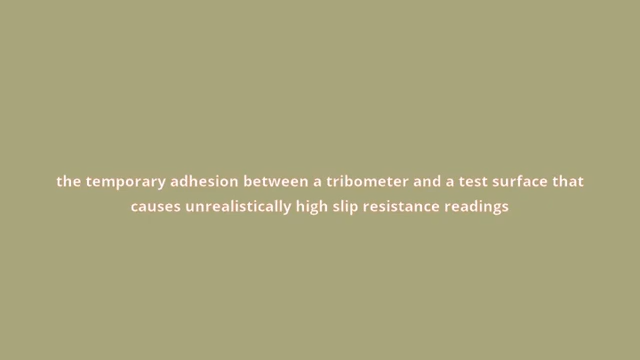 the temporary adhesion between a tribometer and a test surface that
causes unrealistically high slip resistance readings